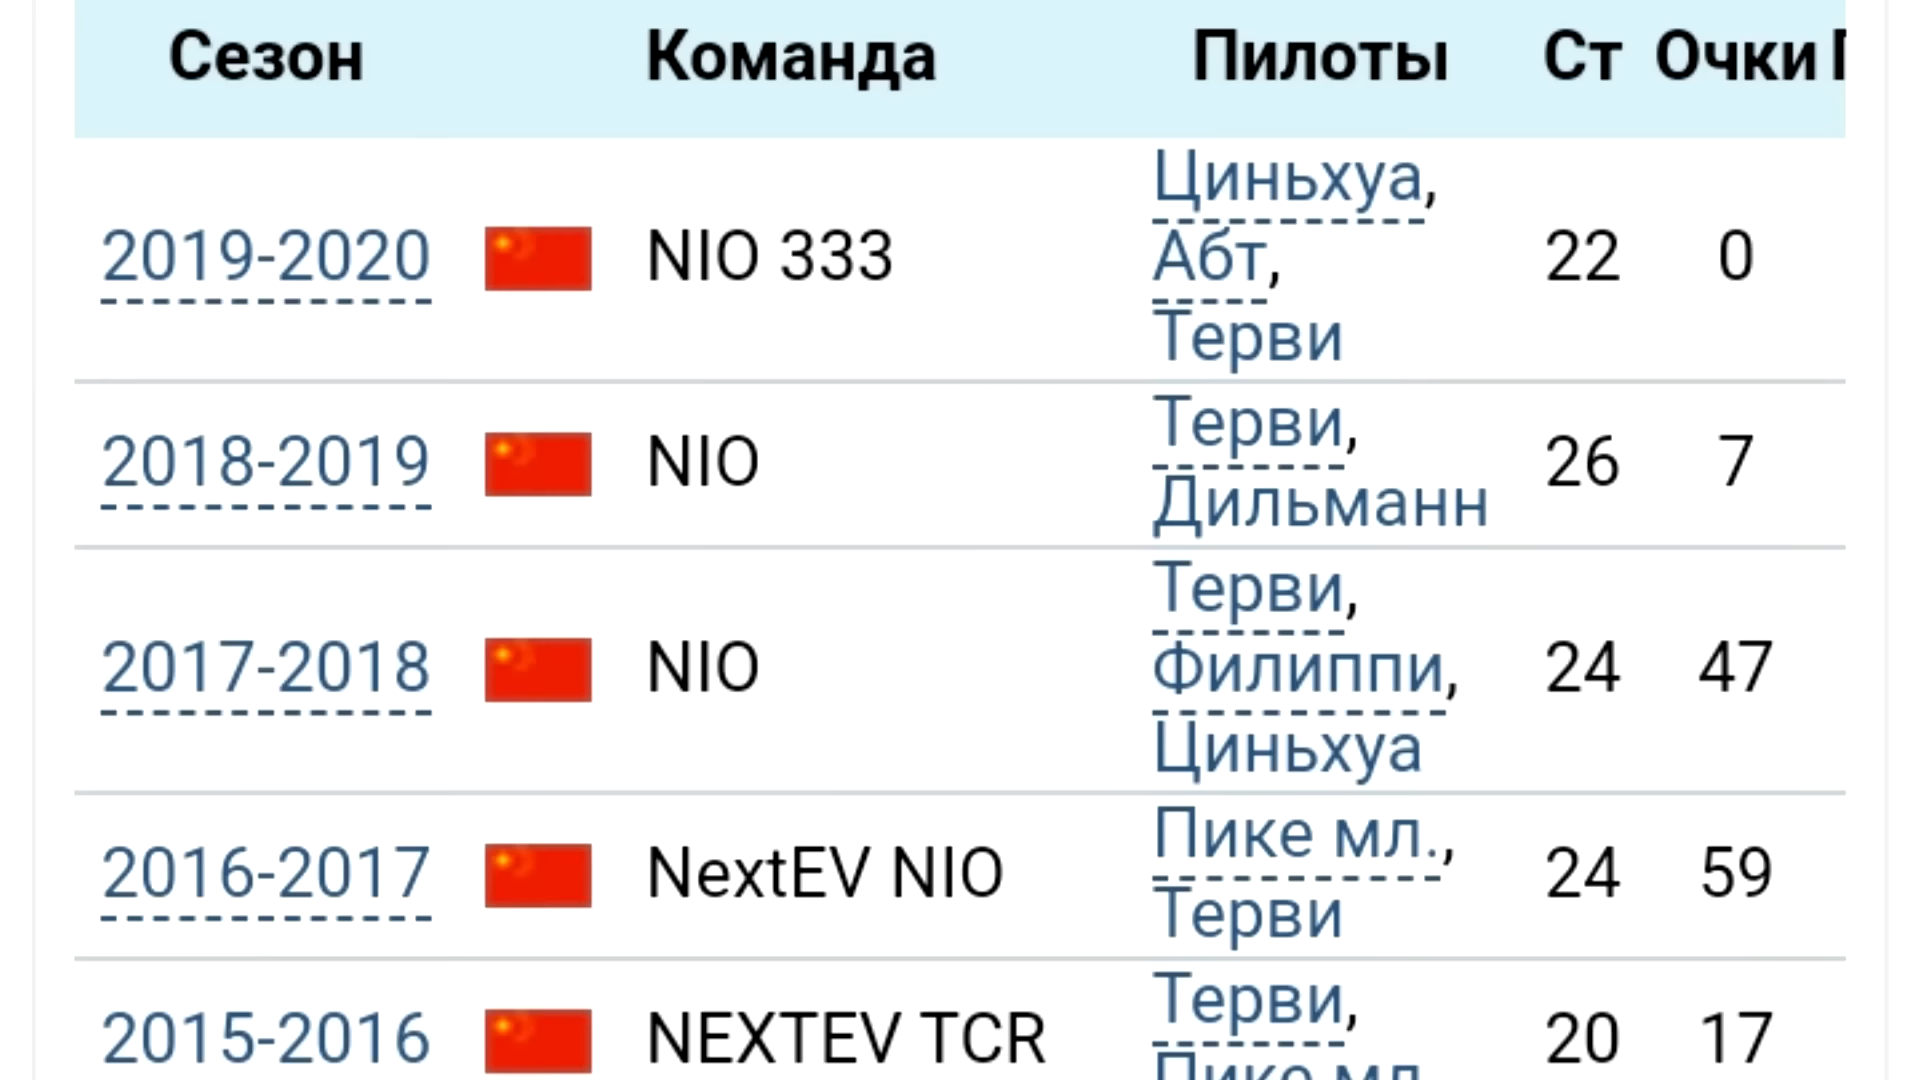 Сезон Команда Пилоты Ст Очки
Циньхуа,
2019-2020 NIO 333 Абт, 22 0
Терви
Терви,
2018-2019 NIO 26 7
Дильманн
Терви,
2017-2018 NIO Филиппи, 24 47
Циньхуа
Пике мл.,
2016-2017 NextEV NIO 24 59
Терви
Терви,
2015-2016 NEXTEV TCR 20 17
Пике мл